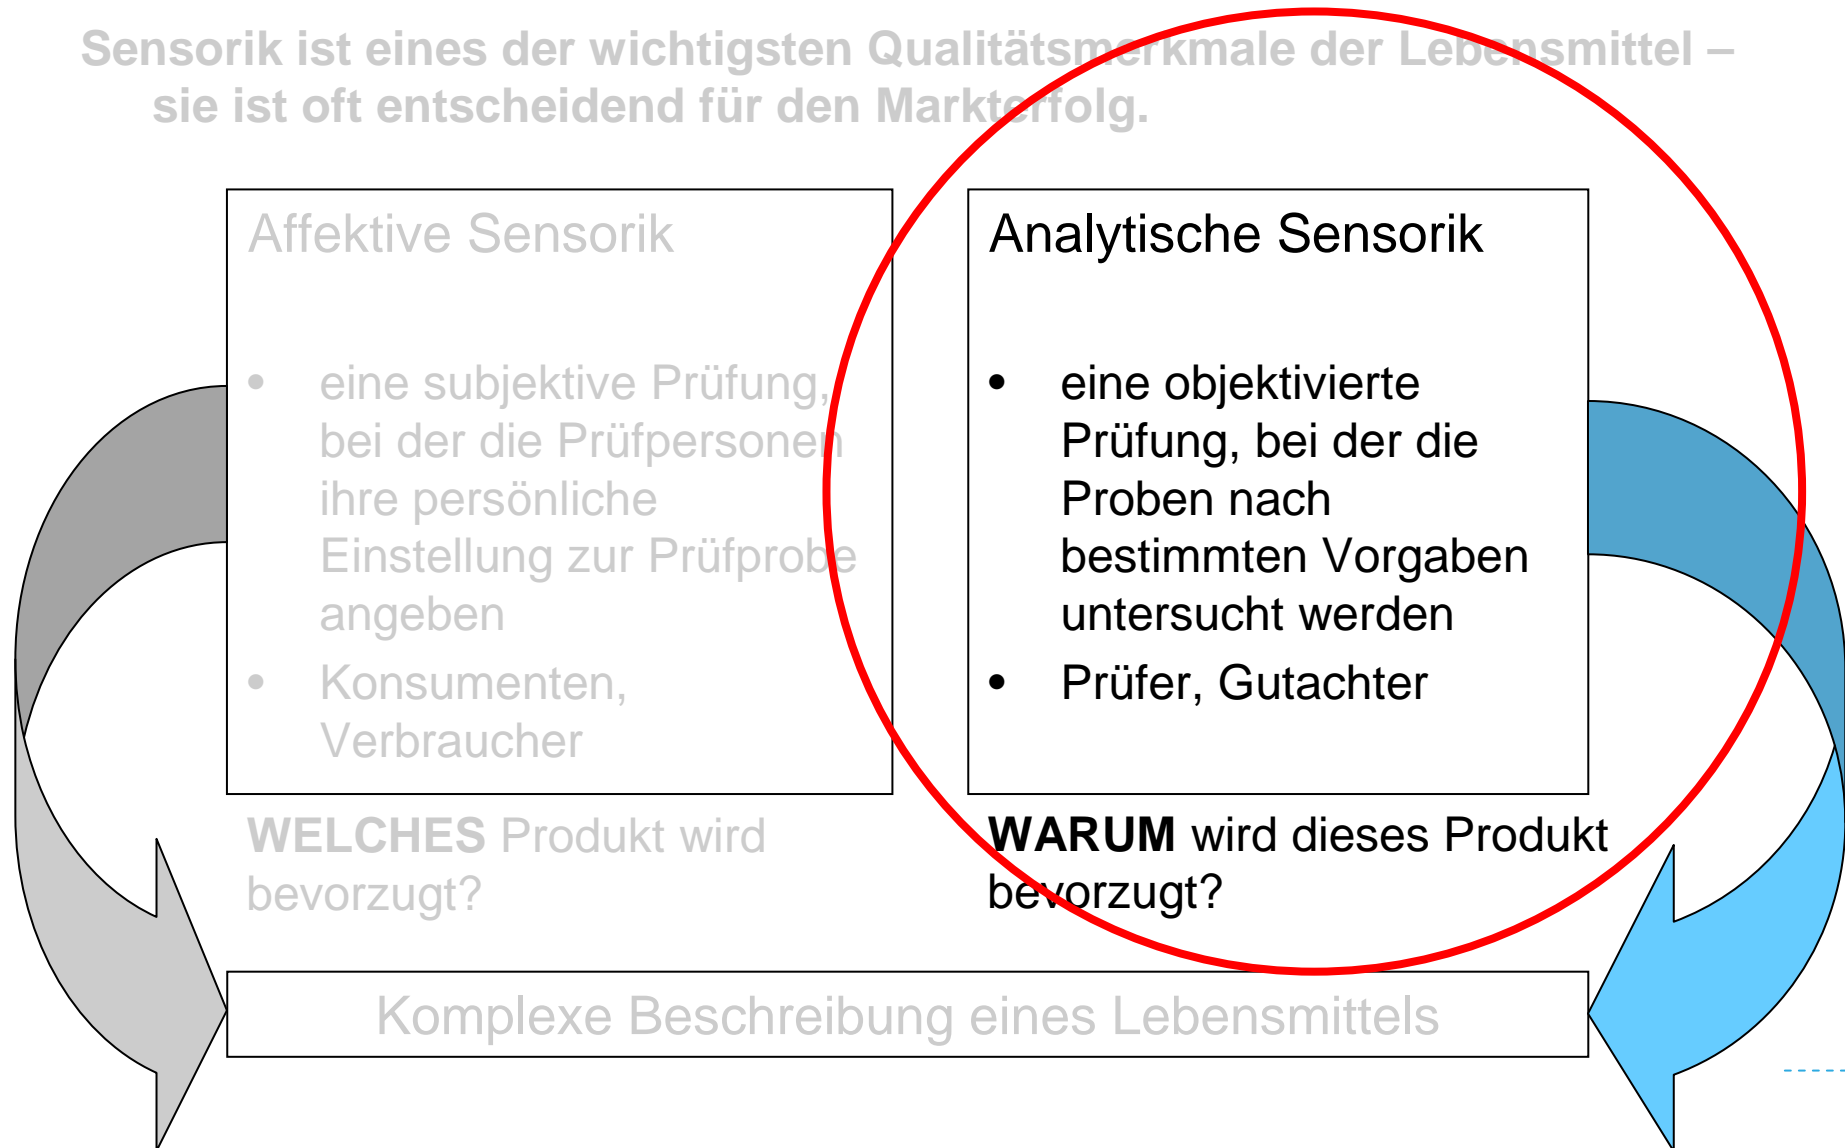 Sensorik ist eines der wichtigsten Qualitätsmerkmale der Lebensmittel –
sie ist oft entscheidend für den Markterfolg.
Affektive Sensorik
• eine subjektive Prüfung,
bei der die Prüfpersonen
ihre persönliche
Einstellung zur Prüfprobe
angeben
• Konsumenten,
Verbraucher
WELCHES Produkt wird
bevorzugt?
Analytische Sensorik
• eine objektivierte
Prüfung, bei der die
Proben nach
bestimmten Vorgaben
untersucht werden
• Prüfer, Gutachter
WARUM wird dieses Produkt
bevorzugt?
Komplexe Beschreibung eines Lebensmittels